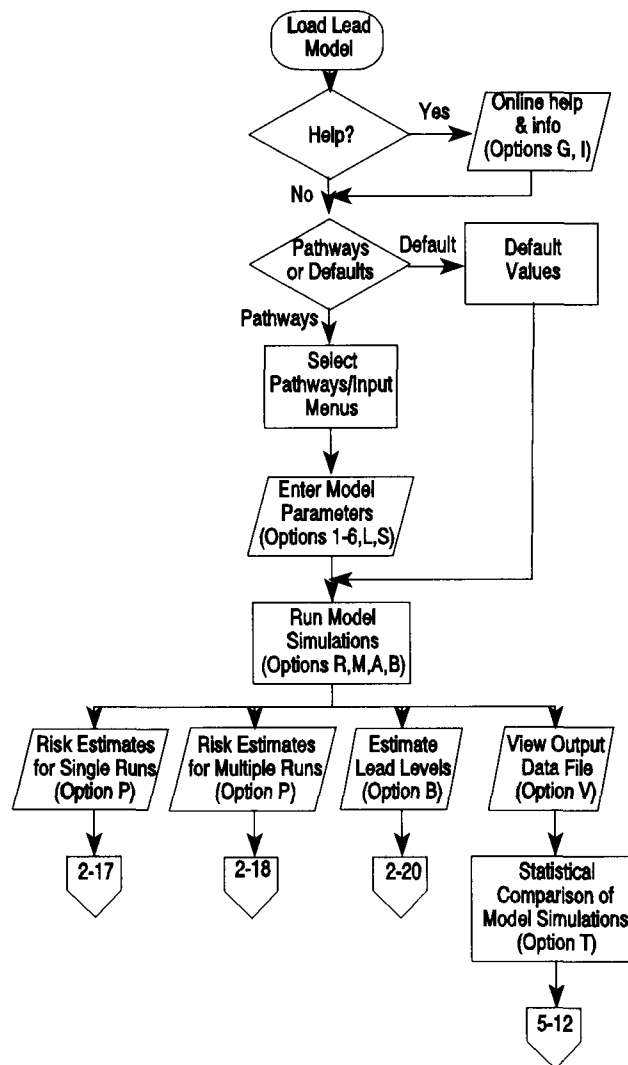 Load Lead
Model
Help?
Yes
Online help
& info
(Options G, I)
No
Pathways
or Defaults
Default
Default
Values
Pathways
Select
Pathways/Input
Menus
Enter Model
Parameters
(Options 1-6,L,S)
Run Model
Simulations
(Options R,M,A,B)
Risk Estimates
for Single Runs
(Option P)
Risk Estimates
for Multiple Runs
(Option P)
Estimate
Lead Levels
(Option B)
View Output
Data File
(Option V)
2-17
2-18
2-20
Statistical
Comparison of
Model Simulations
(Option T)
5-12